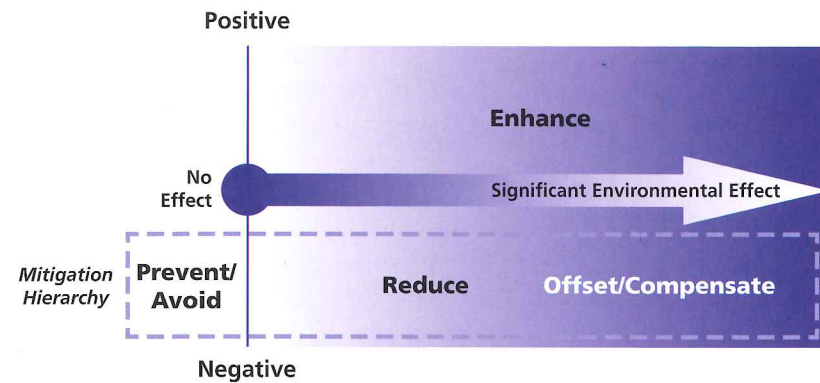 Positive
Enhance
No
Effect
Significant Environmental Effect
Mitigation
Hierarchy
Prevent/
Avoid
Reduce
Offset/Compensate
Negative